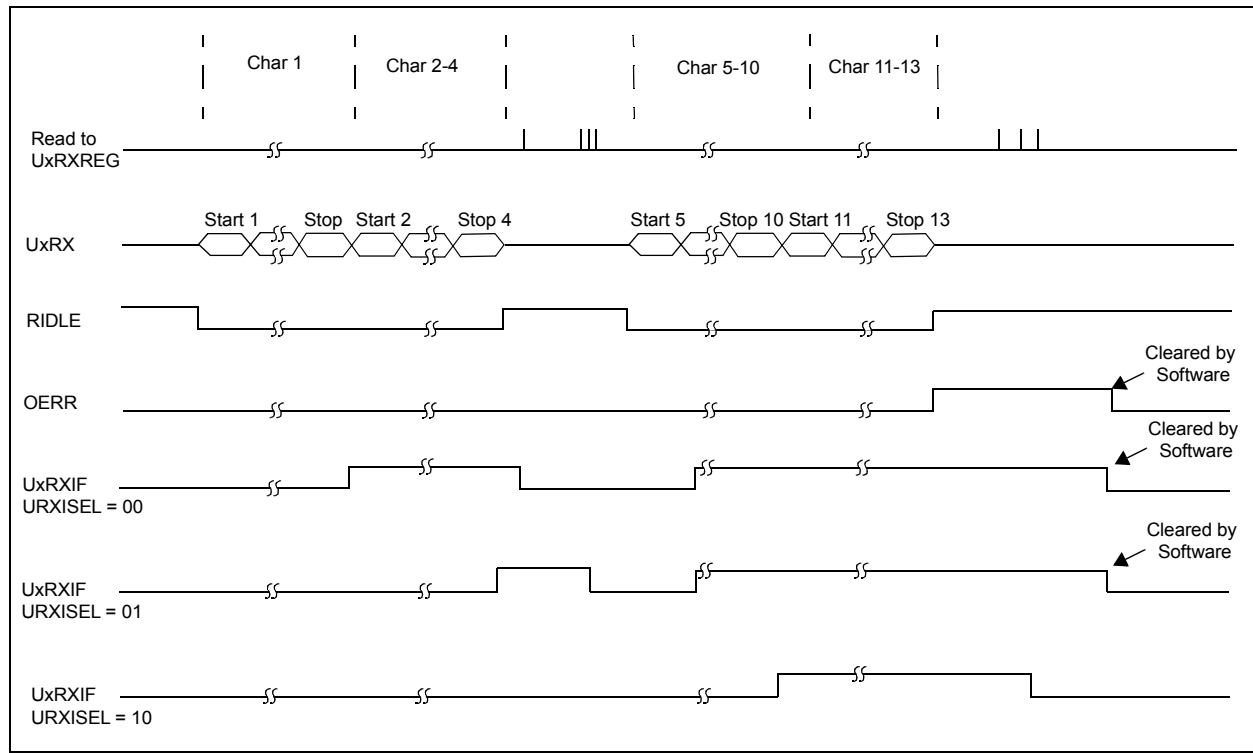 Char 1
Char 2-4
Char 5-10
Char 11-13
Read to
UxRXREG
Start 1
Stop
Start 2
Stop 4
Start 5
Stop 10
Start 11
Stop 13
UxRX
RIDLE
Cleared by
Software
OERR
Cleared by
Software
UxRXIF
URXISEL = 00
Cleared by
Software
UxRXIF
URXISEL = 01
UxRXIF
URXISEL = 10